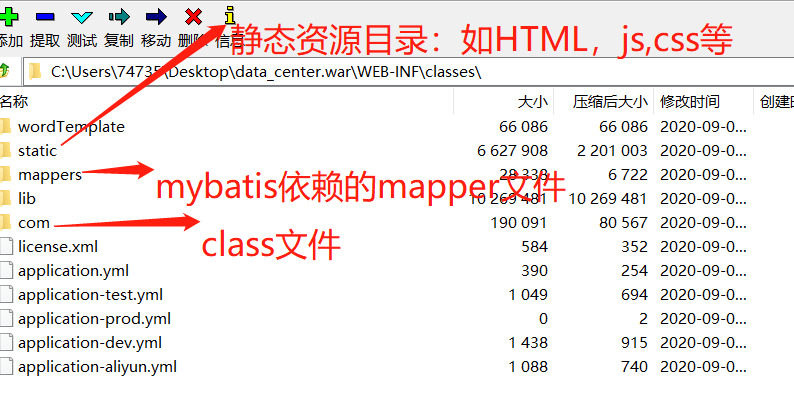 添加 提取 测试 复制 移动 删除 信息
静态资源目录：如HTML，js,css等
C:\Users\74735\Desktop\data_center.war\WEB-INF\classes\
名称 大小 压缩后大小 修改时间 创建时
wordTemplate 66 086 66 086 2020-09-0...
static 6 627 908 2 201 003 2020-09-0...
mappers 28 338 6 722 2020-09-0...
mybatis依赖的mapper文件
lib 10 269 481 10 269 481 2020-09-0...
com 190 091 80 567 2020-09-0...
class文件
license.xml 584 352 2020-09-0...
application.yml 390 254 2020-09-0...
application-test.yml 1 049 694 2020-09-0...
application-prod.yml 0 2 2020-09-0...
application-dev.yml 1 438 915 2020-09-0...
application-aliyun.yml 1 088 740 2020-09-0...